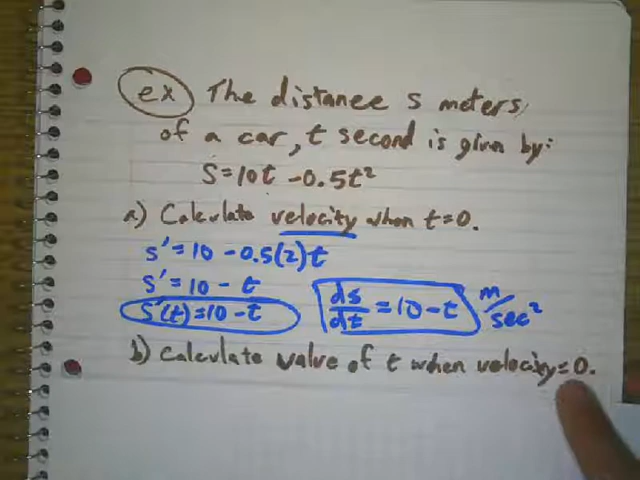 ex The distance s meters,
of a car, t second is given by:
S=10t -0.5t²
a) Calculate velocity when t=0.
s'=10 -0.5(2)t
s'=10 - t
s'(t)=10-t
ds/dt = 10-t m/sec²
b) Calculate value of t when velocity=0.